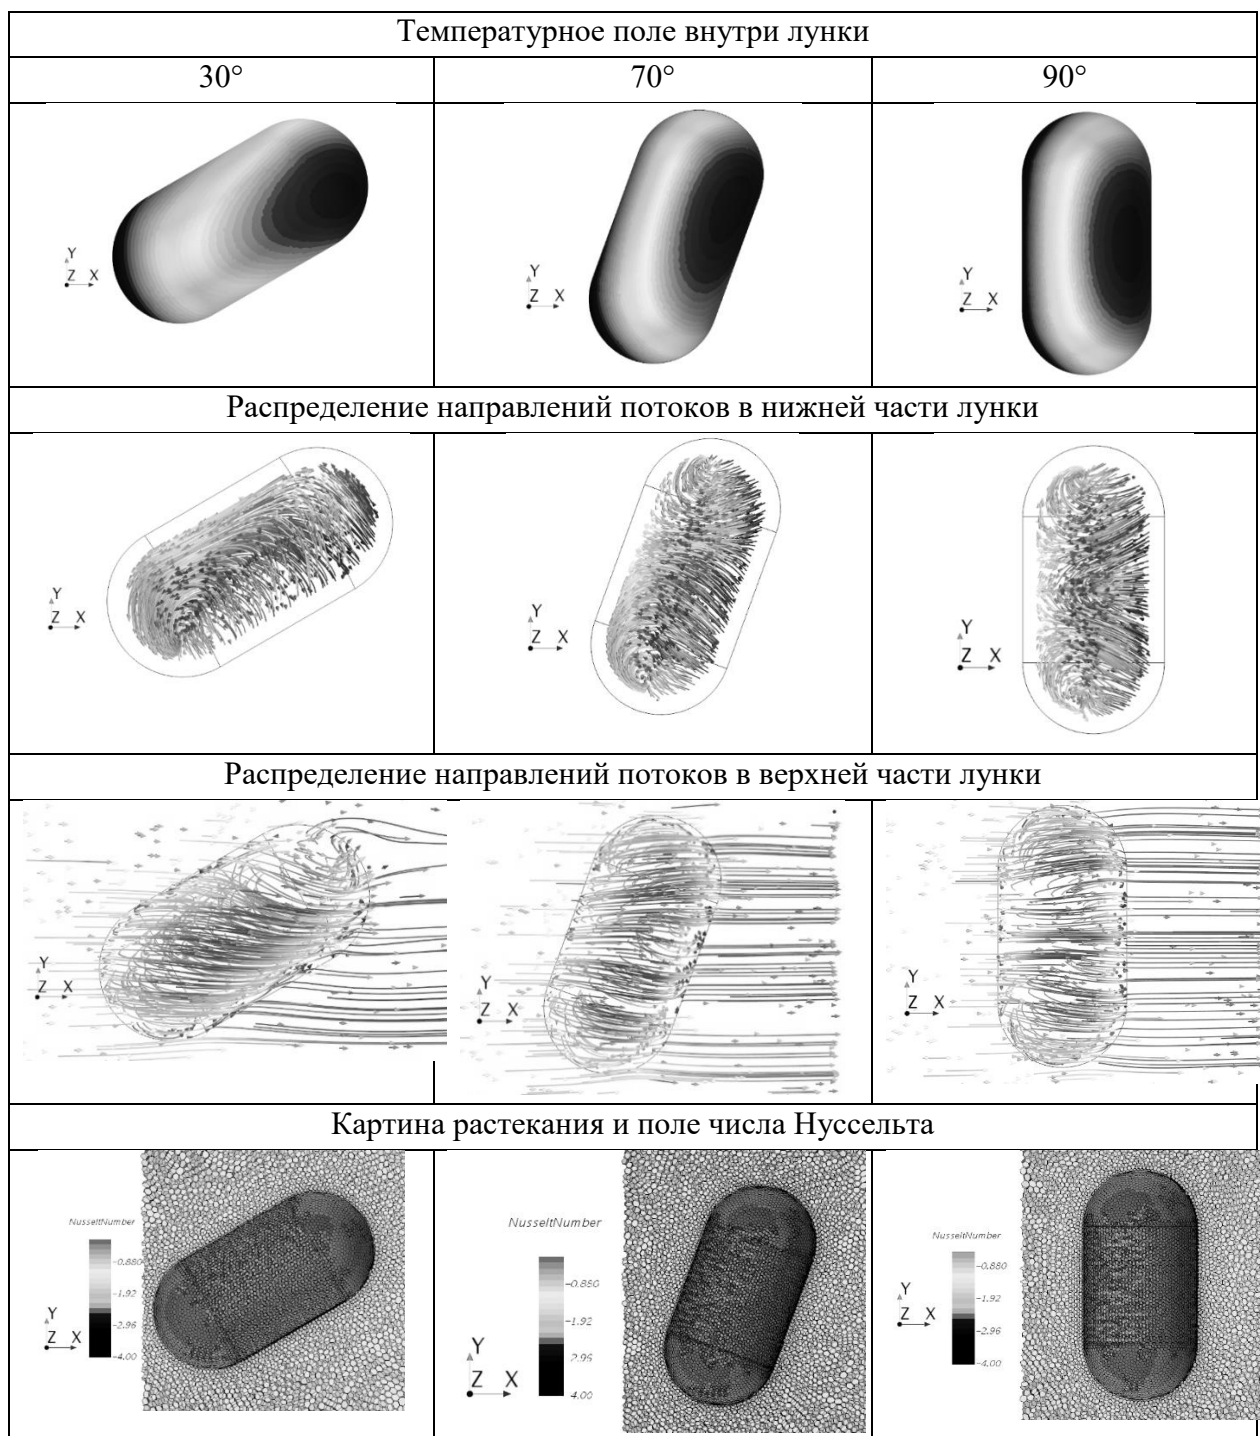 Температурное поле внутри лунки
30° 70° 90°
Y
Z X
Y
Z X
Y
Z X
Распределение направлений потоков в нижней части лунки
Y
Z X
Y
Z X
Y
Z X
Распределение направлений потоков в верхней части лунки
Y
Z X
Y
Z X
Y
Z X
Картина растекания и поле числа Нуссельта
NusseltNumber
-0.880
-1.92
-2.96
-4.00
Y
Z X
NusseltNumber
-0.880
-1.92
2.96
4.00
Y
Z X
NusseltNumber
-0.880
-1.92
-2.96
-4.00
Y
Z X